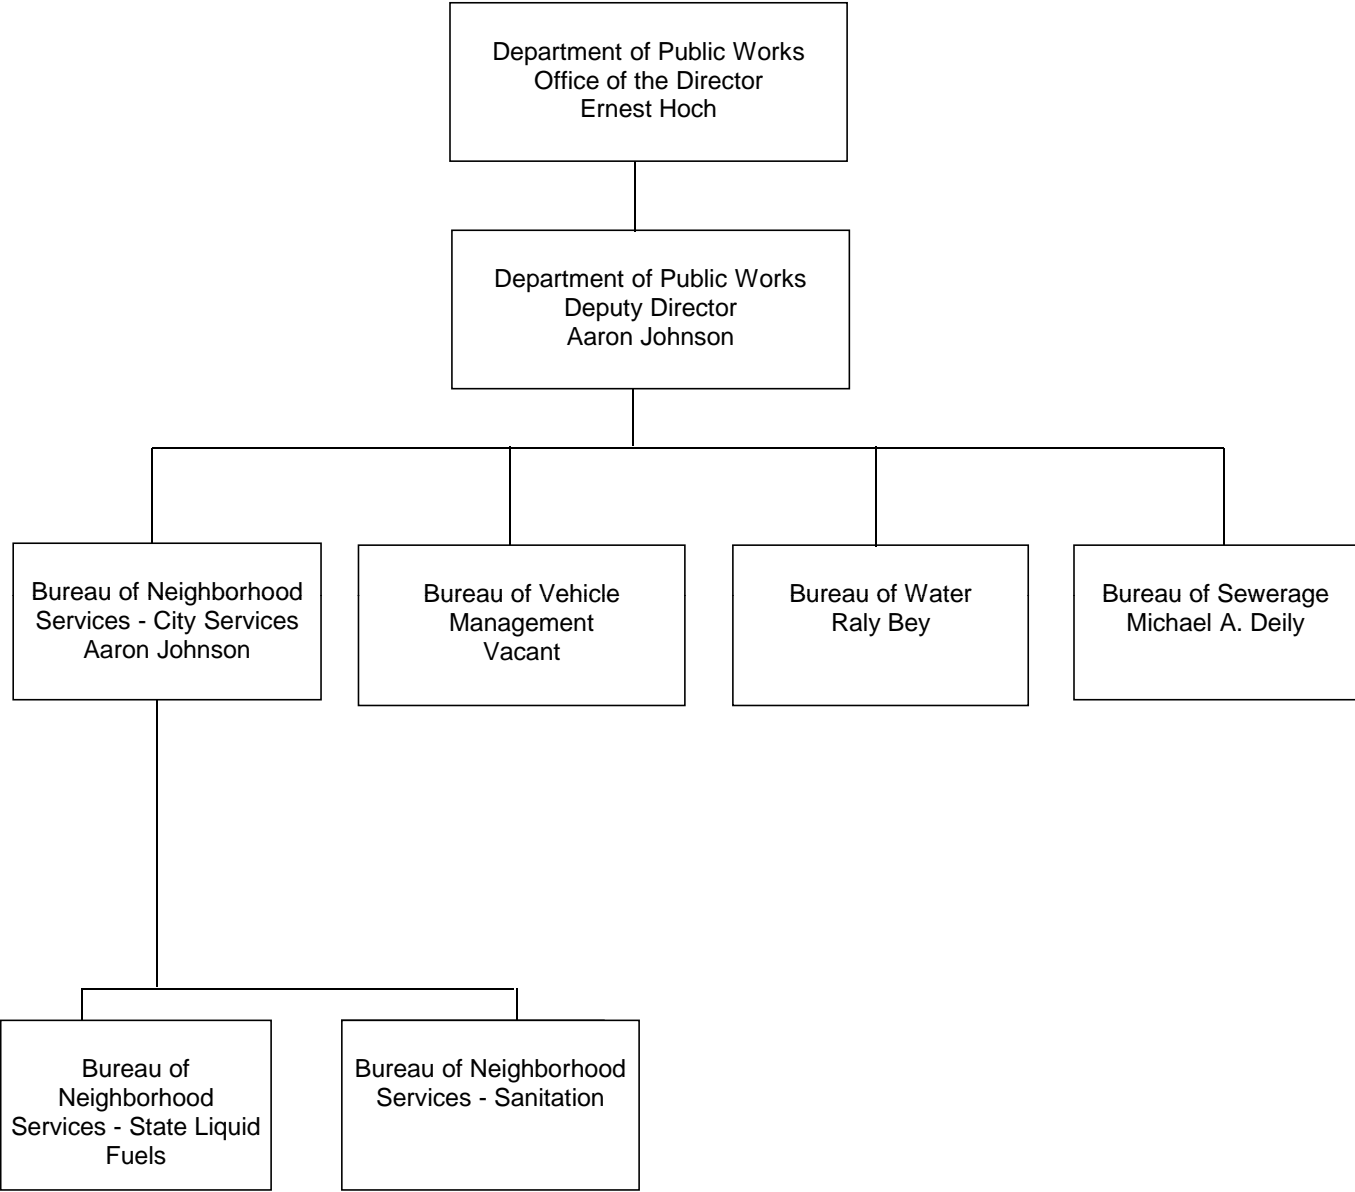 Department of Public Works
Office of the Director
Ernest Hoch
Department of Public Works
Deputy Director
Aaron Johnson
Bureau of Neighborhood
Services - City Services
Aaron Johnson
Bureau of Vehicle
Management
Vacant
Bureau of Water
Raly Bey
Bureau of Sewerage
Michael A. Deily
Bureau of
Neighborhood
Services - State Liquid
Fuels
Bureau of Neighborhood
Services - Sanitation